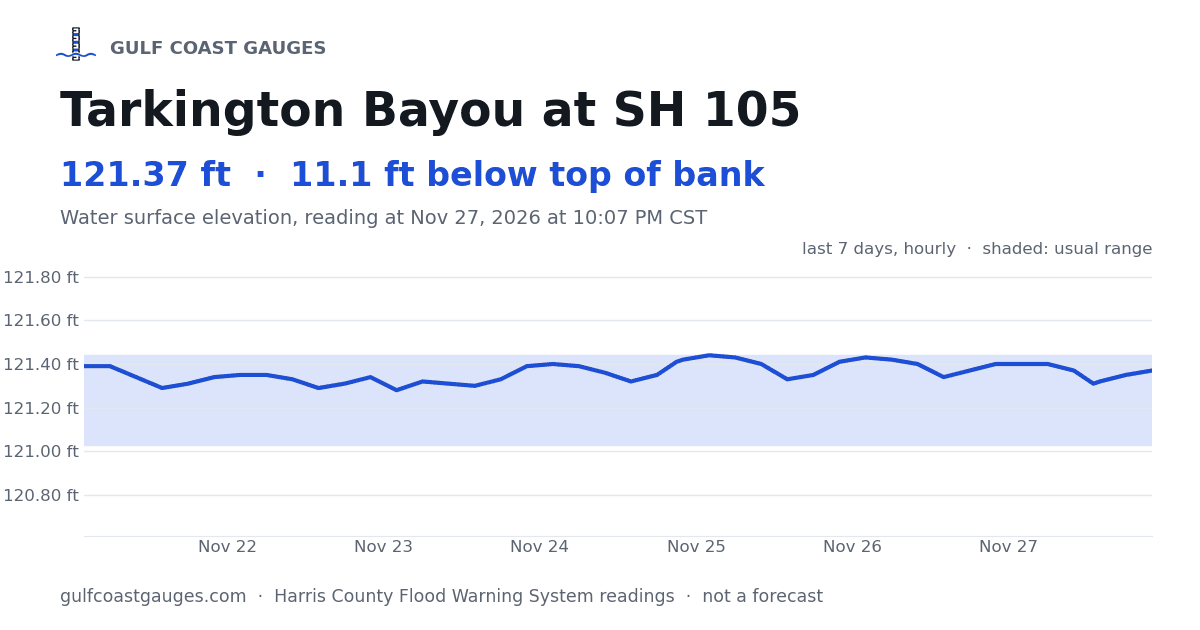 GULF COAST GAUGES
Tarkington Bayou at SH 105
121.37 ft · 11.1 ft below top of bank
Water surface elevation, reading at Nov 27, 2026 at 10:07 PM CST
last 7 days, hourly · shaded: usual range
121.80 ft
121.60 ft
121.40 ft
121.20 ft
121.00 ft
120.80 ft
Nov 22 Nov 23 Nov 24 Nov 25 Nov 26 Nov 27
gulfcoastgauges.com · Harris County Flood Warning System readings · not a forecast